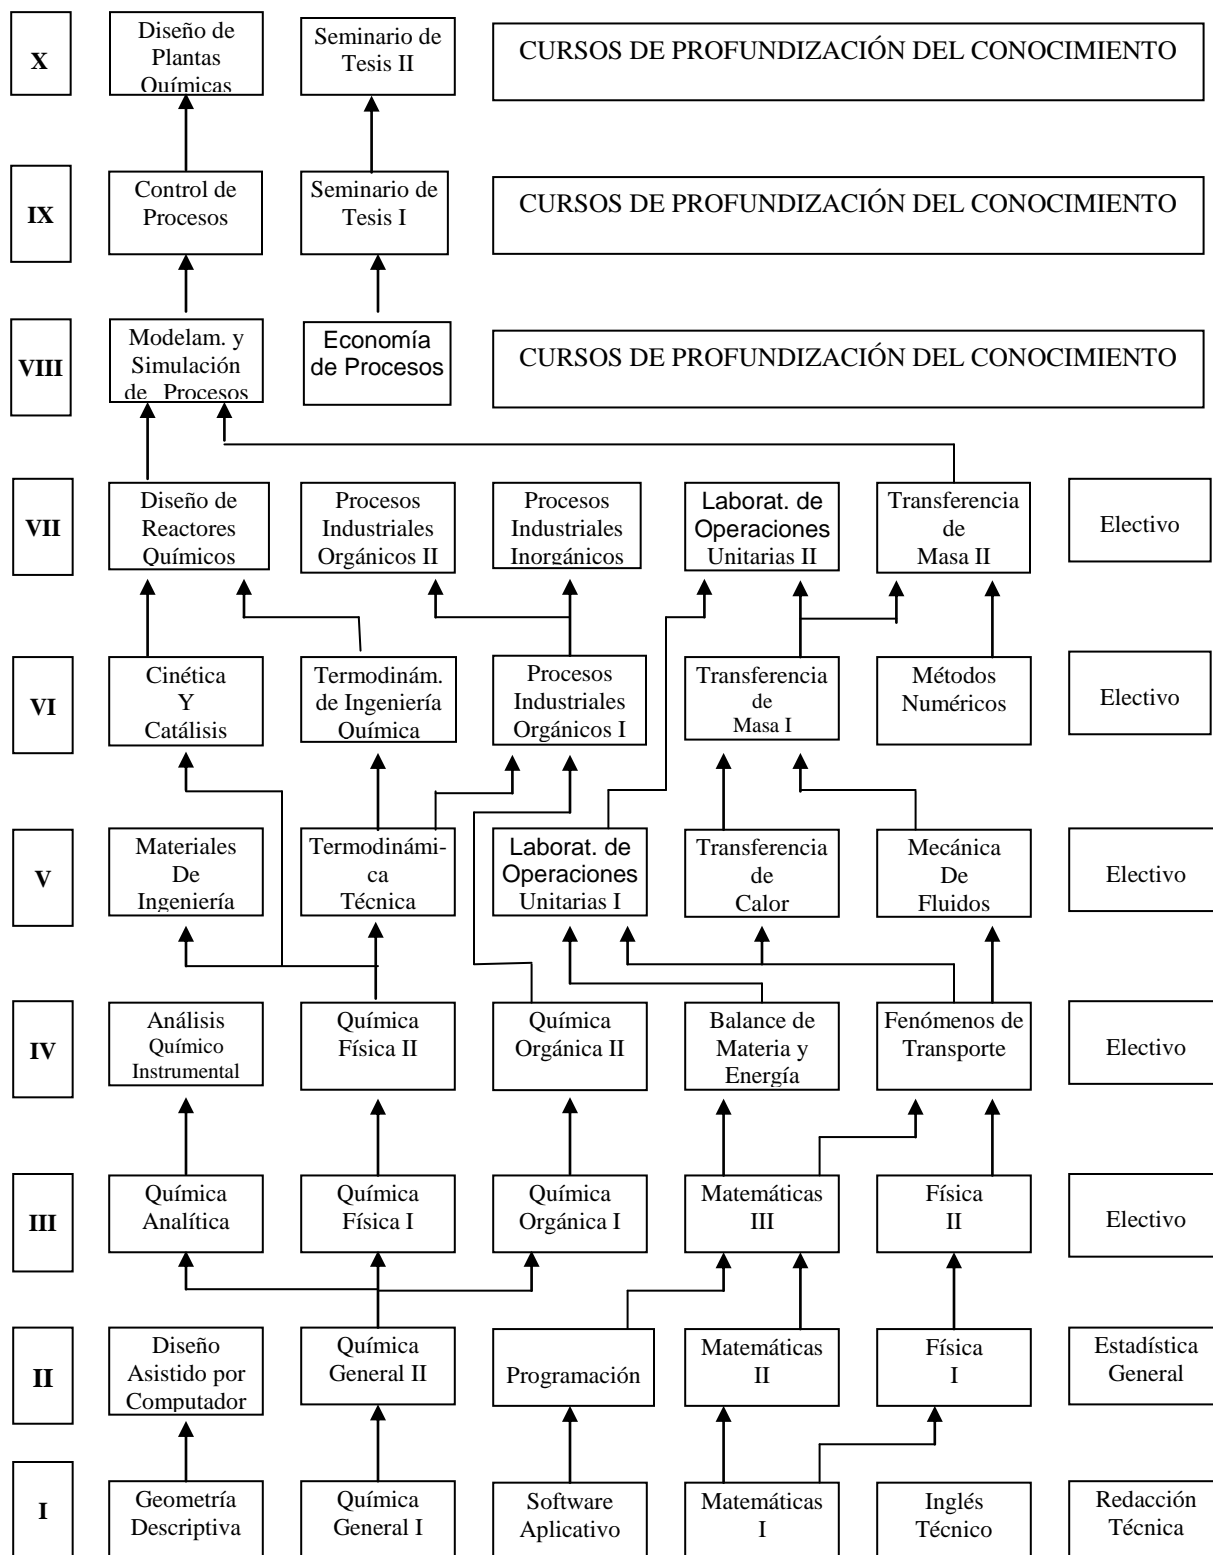 X
Diseño de
Plantas
Químicas
Seminario de
Tesis II
CURSOS DE PROFUNDIZACIÓN DEL CONOCIMIENTO
IX
Control de
Procesos
Seminario de
Tesis I
CURSOS DE PROFUNDIZACIÓN DEL CONOCIMIENTO
VIII
Modelam. y
Simulación
de Procesos
Economía
de Procesos
CURSOS DE PROFUNDIZACIÓN DEL CONOCIMIENTO
VII
Diseño de
Reactores
Químicos
Procesos
Industriales
Orgánicos II
Procesos
Industriales
Inorgánicos
Laborat. de
Operaciones
Unitarias II
Transferencia
de
Masa II
Electivo
VI
Cinética
Y
Catálisis
Termodinám.
de Ingeniería
Química
Procesos
Industriales
Orgánicos I
Transferencia
de
Masa I
Métodos
Numéricos
Electivo
V
Materiales
De
Ingeniería
Termodinámi-
ca
Técnica
Laborat. de
Operaciones
Unitarias I
Transferencia
de
Calor
Mecánica
De
Fluidos
Electivo
IV
Análisis
Químico
Instrumental
Química
Física II
Química
Orgánica II
Balance de
Materia y
Energía
Fenómenos de
Transporte
Electivo
III
Química
Analítica
Química
Física I
Química
Orgánica I
Matemáticas
III
Física
II
Electivo
II
Diseño
Asistido por
Computador
Química
General II
Programación
Matemáticas
II
Física
I
Estadística
General
I
Geometría
Descriptiva
Química
General I
Software
Aplicativo
Matemáticas
I
Inglés
Técnico
Redacción
Técnica